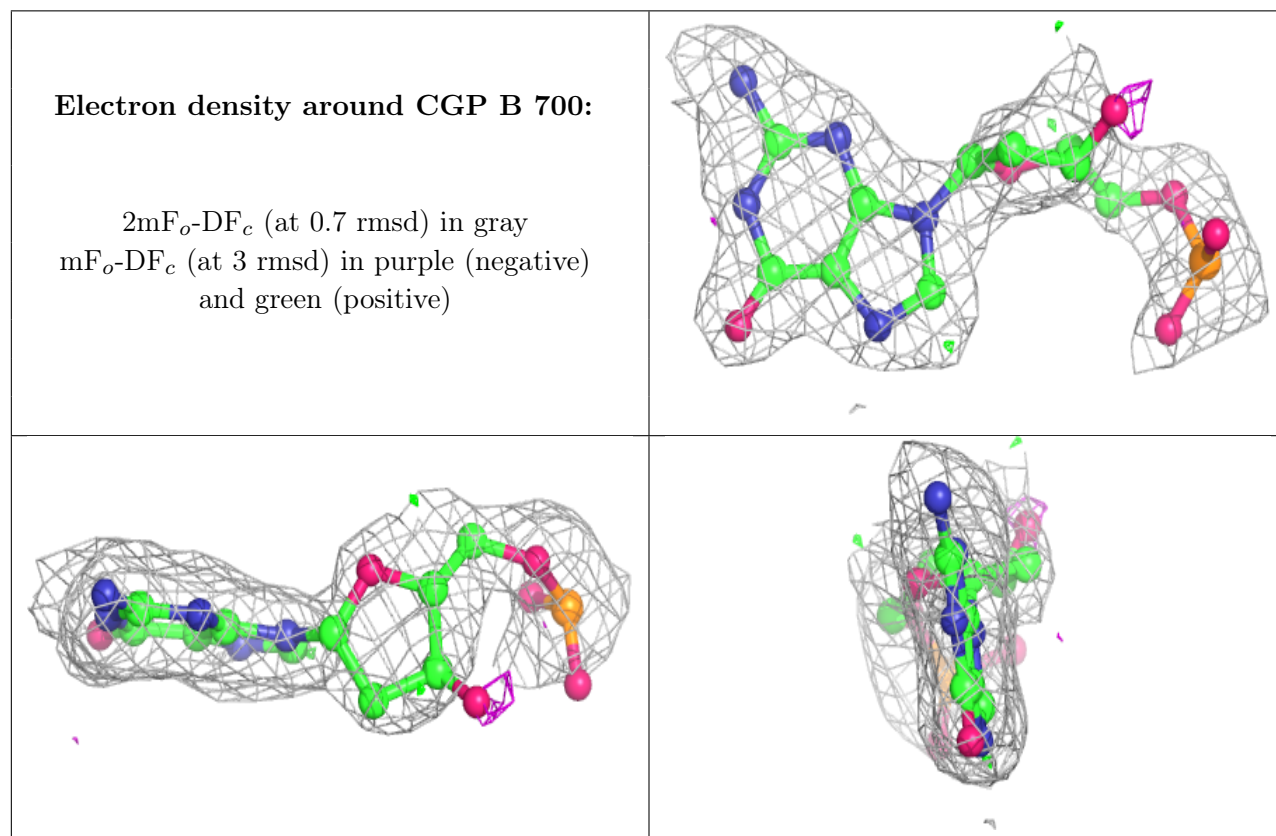 Electron density around CGP B 700:
2mFo-DFc (at 0.7 rmsd) in gray
mFo-DFc (at 3 rmsd) in purple (negative)
and green (positive)